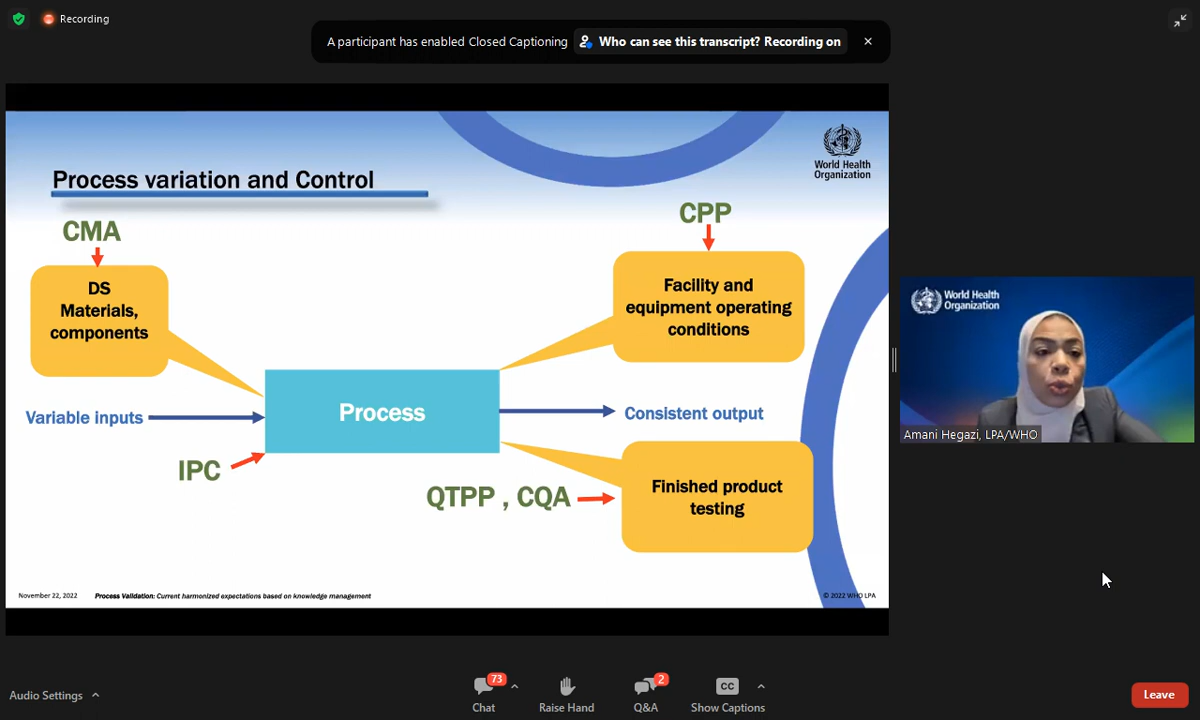 Recording
A participant has enabled Closed Captioning
Who can see this transcript? Recording on
World Health
Organization
Process variation and Control
CMA
CPP
DS
Materials,
components
Facility and
equipment operating
conditions
Variable inputs
Process
Consistent output
IPC
QTPP , CQA
Finished product
testing
November 22, 2022
Process Validation: Current harmonized expectations based on knowledge management
© 2022 WHO LPA
World Health
Organization
Amani Hegazi, LPA/WHO
Audio Settings
73
Chat
Raise Hand
2
Q&A
CC
Show Captions
Leave